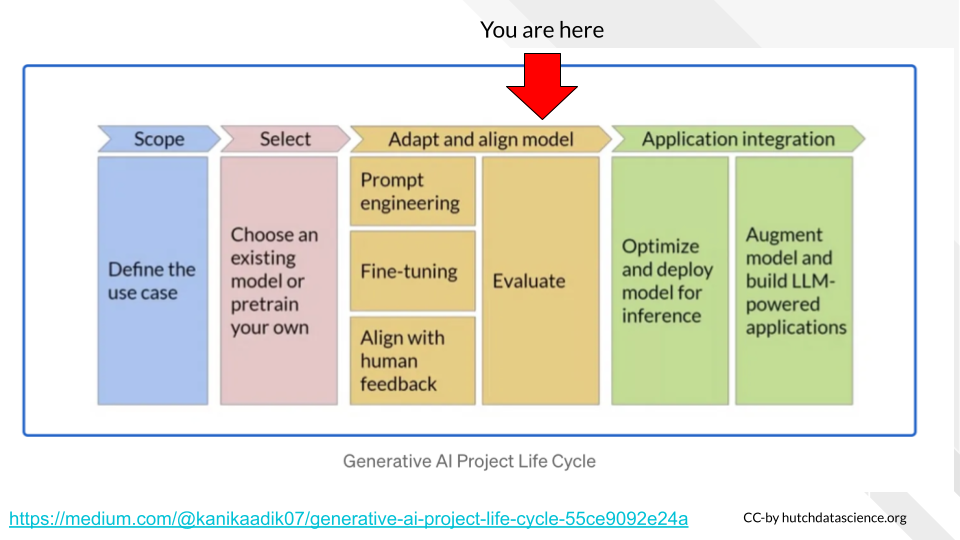 You are here
Scope
Select
Adapt and align model
Application integration
Define the
use case
Choose an
existing
model or
pretrain
your own
Prompt
engineering
Fine-tuning
Align with
human
feedback
Evaluate
Optimize
and deploy
model for
inference
Augment
model and
build LLM-
powered
applications
Generative AI Project Life Cycle
https://medium.com/@kanikaadik07/generative-ai-project-life-cycle-55ce9092e24a
CC-by hutchdatascience.org